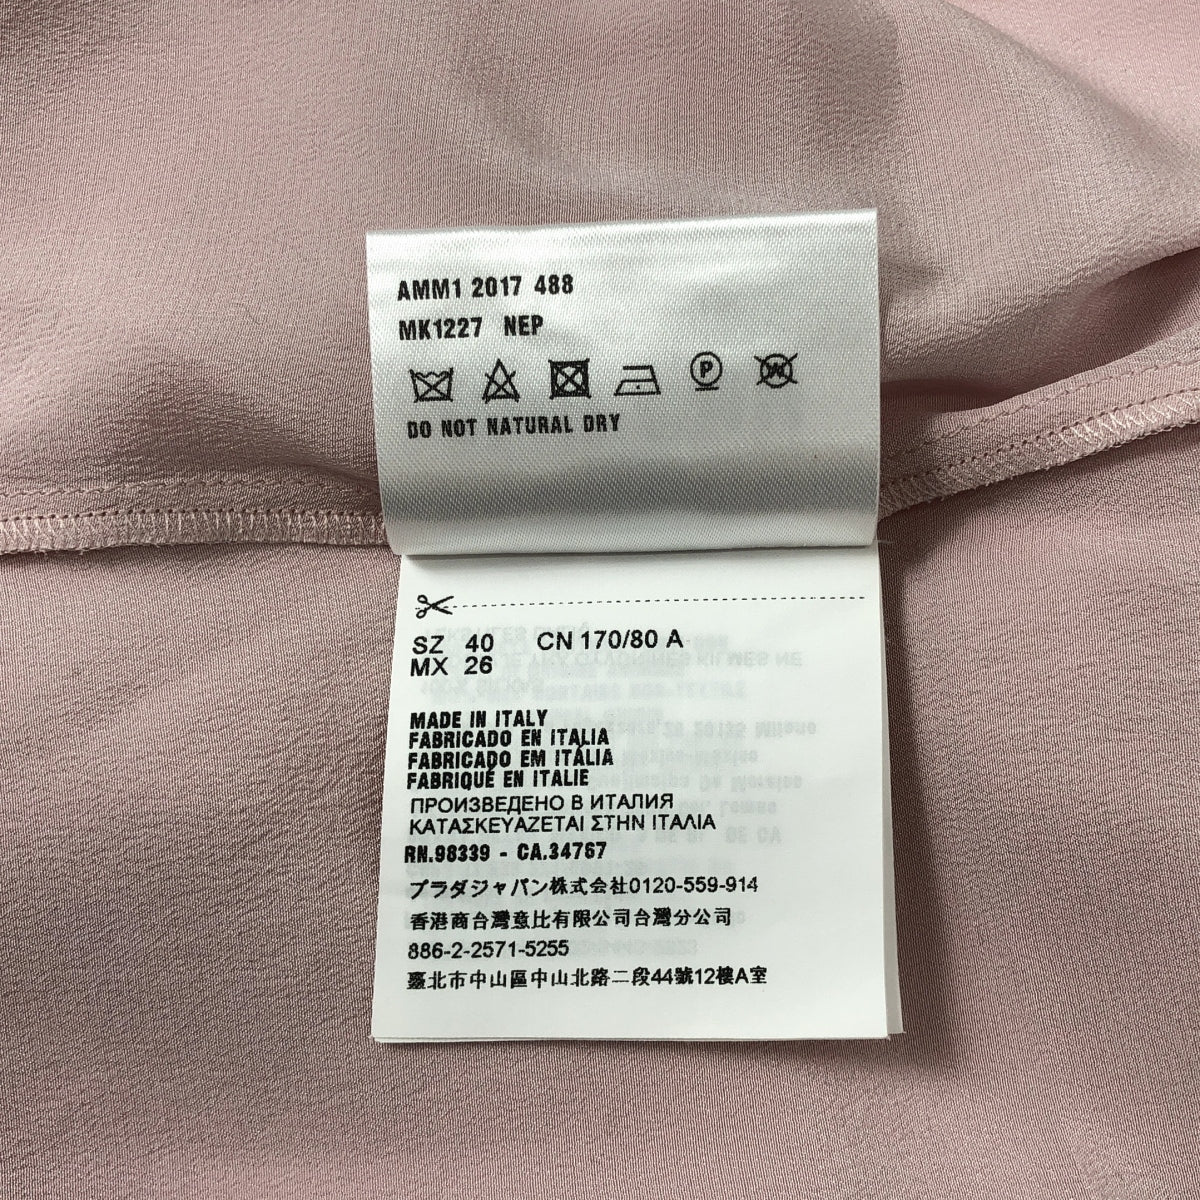 AMM1 2017 488
MK1227 NEP
P
W
DO NOT NATURAL DRY
SZ 40 CN 170/80 A
MX 26
MADE IN ITALY
FABRICADO EN ITALIA
FABRICADO EM ITÁLIA
FABRIQUÉ EN ITALIE
ПРОИЗВЕДЕНО В ИТАЛИЯ
ΚΑΤΑΣΚΕΥΑΖΕΤΑΙ ΣΤΗΝ ΙΤΑΛΙΑ
RN.98339 - CA.34767
プラダジャパン株式会社0120-559-914
香港商台灣意比有限公司台灣分公司
886-2-2571-5255
臺北市中山區中山北路二段44號12樓A室